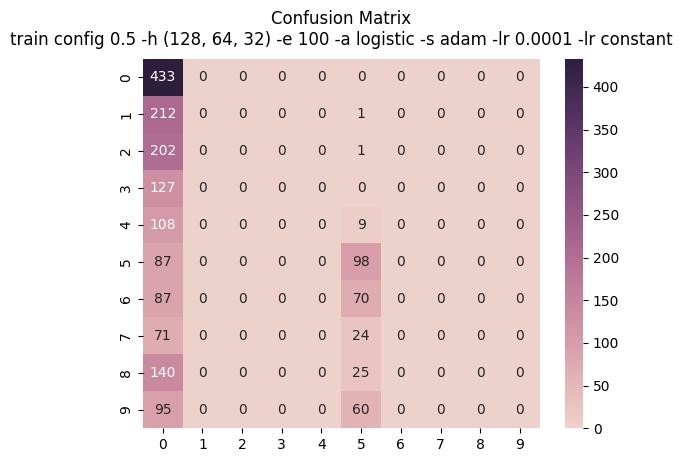 Confusion Matrix
train config 0.5 -h (128, 64, 32) -e 100 -a logistic -s adam -lr 0.0001 -lr constant
0 433 0 0 0 0 0 0 0 0 0
1 212 0 0 0 0 1 0 0 0 0
2 202 0 0 0 0 1 0 0 0 0
3 127 0 0 0 0 0 0 0 0 0
4 108 0 0 0 0 9 0 0 0 0
5 87 0 0 0 0 98 0 0 0 0
6 87 0 0 0 0 70 0 0 0 0
7 71 0 0 0 0 24 0 0 0 0
8 140 0 0 0 0 25 0 0 0 0
9 95 0 0 0 0 60 0 0 0 0
0 1 2 3 4 5 6 7 8 9
400
350
300
250
200
150
100
50
0